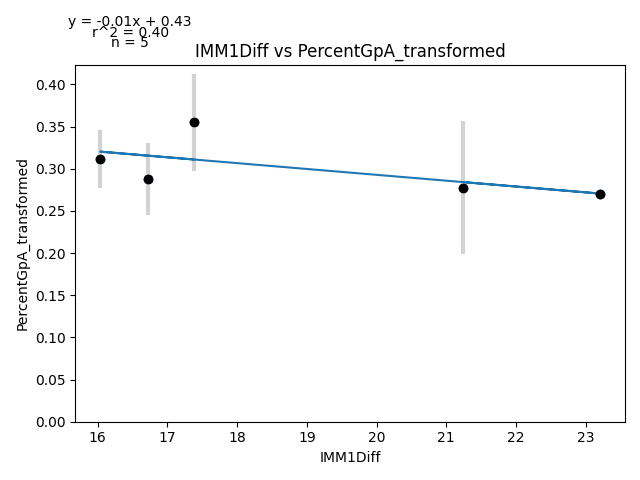 y = -0.01x + 0.43
r^2 = 0.40
n = 5
IMM1Diff vs PercentGpA_transformed
PercentGpA_transformed
0.40
0.35
0.30
0.25
0.20
0.15
0.10
0.05
0.00
16 17 18 19 20 21 22 23
IMM1Diff